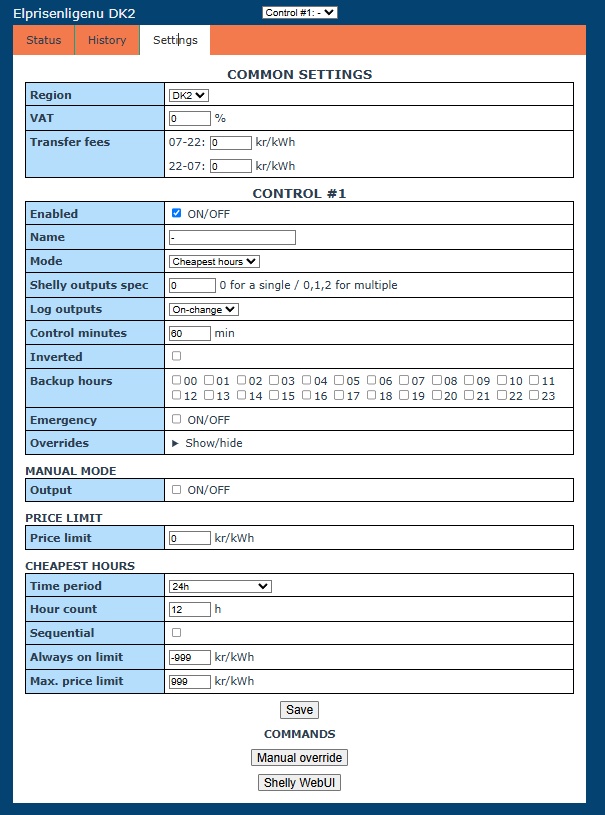 Elprisenligenu DK2
Control #1: -
Status History Settings
COMMON SETTINGS
Region DK2
VAT 0 %
Transfer fees 07-22: 0 kr/kWh
22-07: 0 kr/kWh
CONTROL #1
Enabled ON/OFF
Name -
Mode Cheapest hours
Shelly outputs spec 0 0 for a single / 0,1,2 for multiple
Log outputs On-change
Control minutes 60 min
Inverted
Backup hours 00 01 02 03 04 05 06 07 08 09 10 11
12 13 14 15 16 17 18 19 20 21 22 23
Emergency ON/OFF
Overrides ► Show/hide
MANUAL MODE
Output ON/OFF
PRICE LIMIT
Price limit 0 kr/kWh
CHEAPEST HOURS
Time period 24h
Hour count 12 h
Sequential
Always on limit -999 kr/kWh
Max. price limit 999 kr/kWh
Save
COMMANDS
Manual override
Shelly WebUI